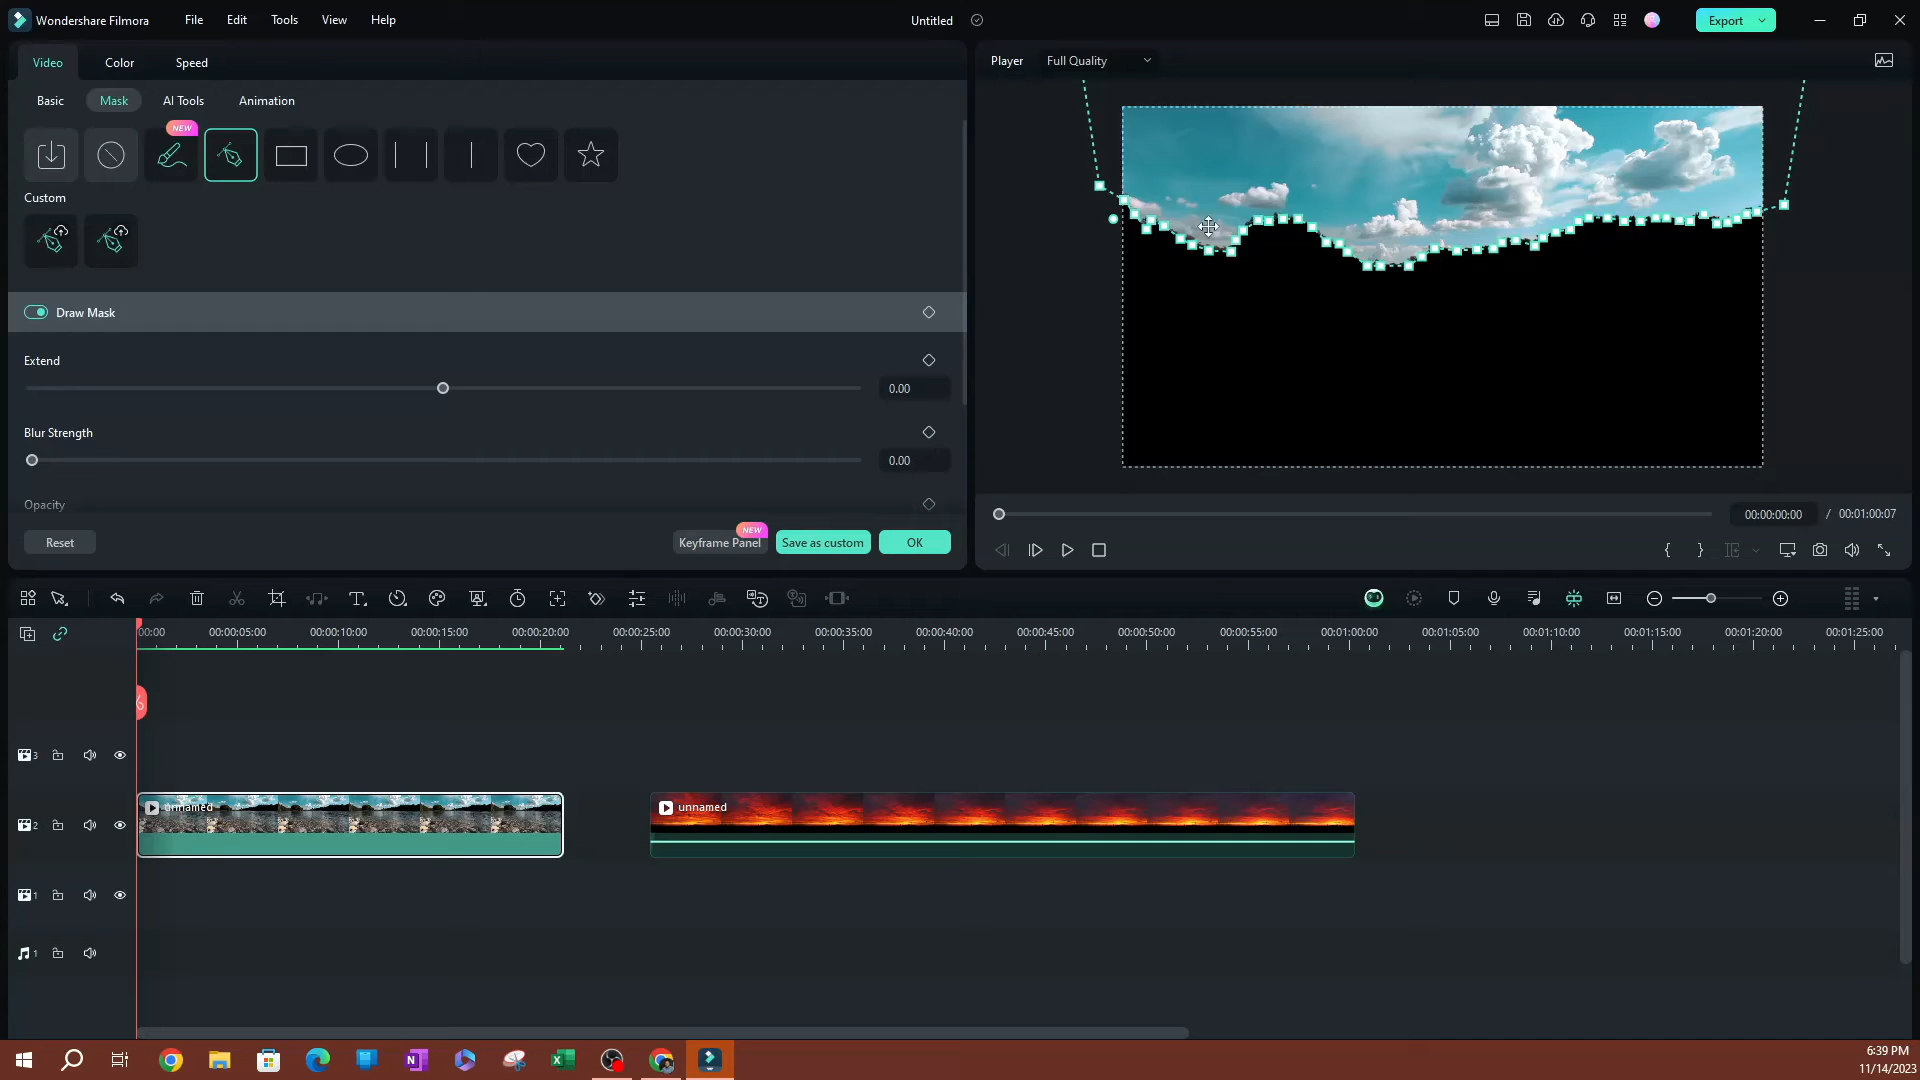 Wondershare Filmora
File Edit Tools View Help
Untitled
Export
Video Color Speed
Player Full Quality
Basic Mask AI Tools Animation
NEW
Custom
Draw Mask
Extend
0.00
Blur Strength
0.00
Opacity
00:00:00:00 / 00:01:00:07
NEW
Reset Keyframe Panel Save as custom OK
00:00 00:00:05:00 00:00:10:00 00:00:15:00 00:00:20:00 00:00:25:00 00:00:30:00 00:00:35:00 00:00:40:00 00:00:45:00 00:00:50:00 00:00:55:00 00:01:00:00 00:01:05:00 00:01:10:00 00:01:15:00 00:01:20:00 00:01:25:00
3
unnamed unnamed
2
1
1
6:39 PM
11/14/2023